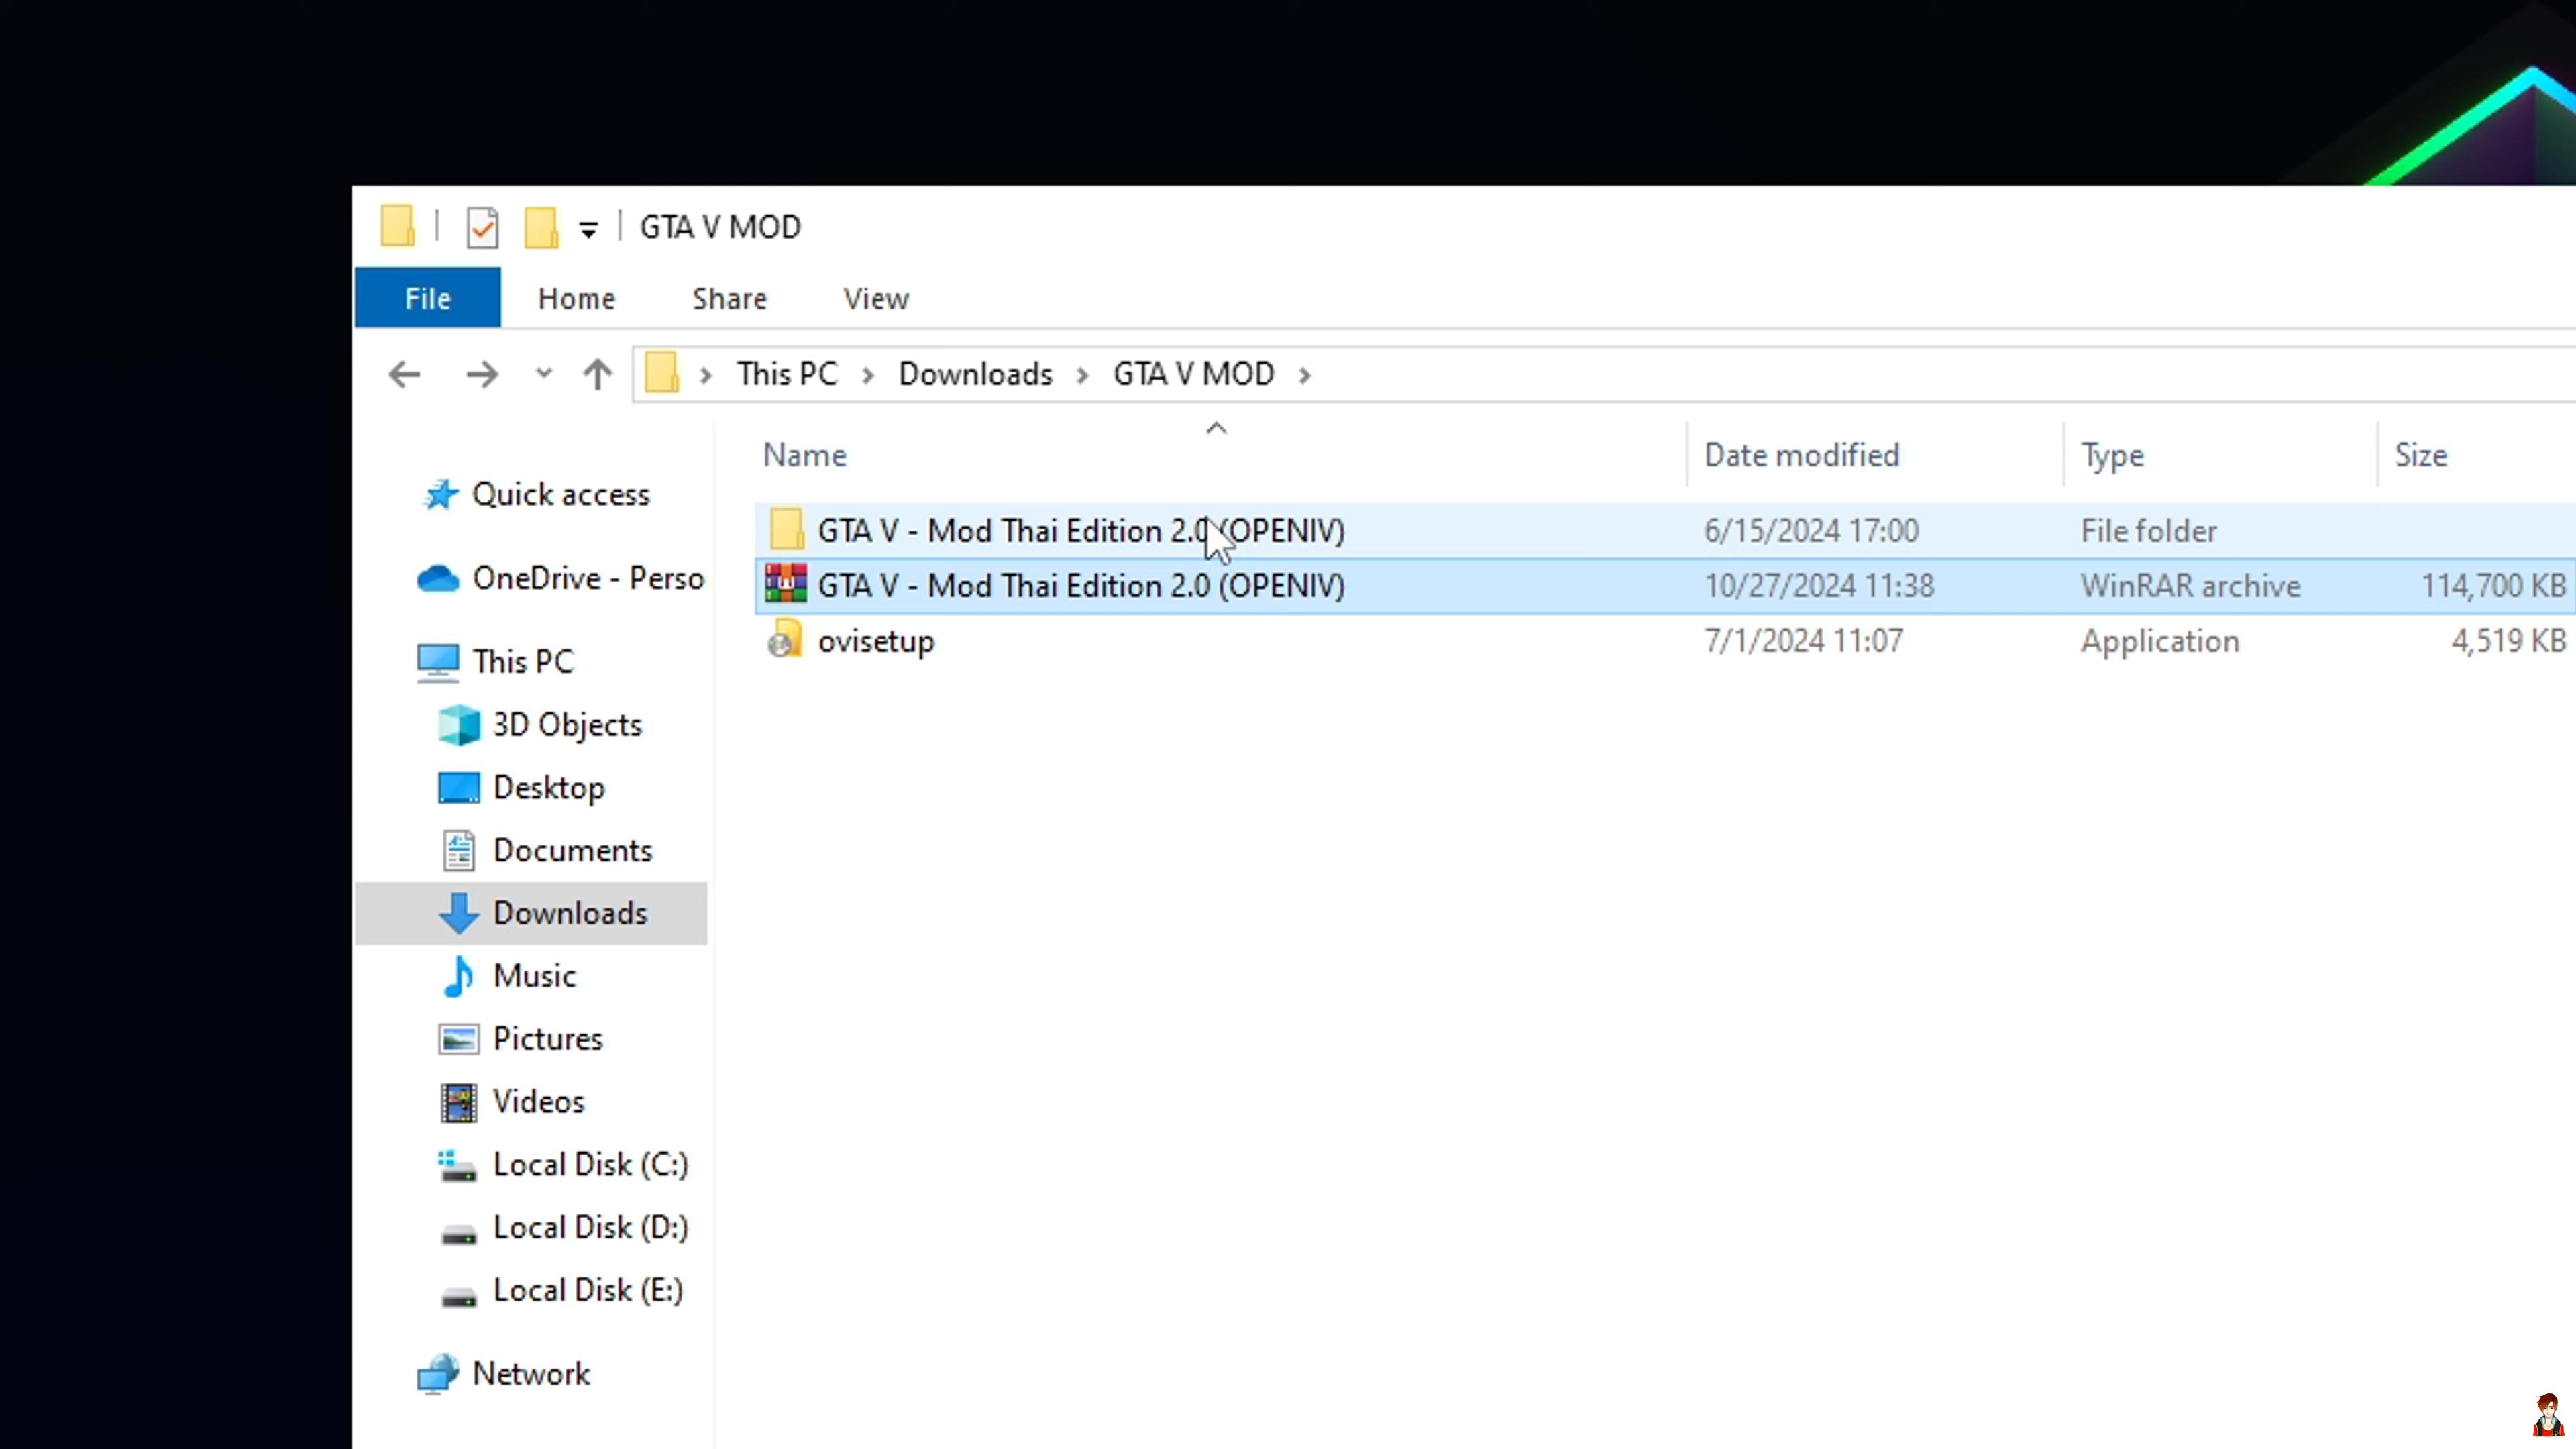 GTA V MOD
File Home Share View
This PC Downloads GTA V MOD
Name Date modified Type Size
GTA V - Mod Thai Edition 2.0 (OPENIV) 6/15/2024 17:00 File folder
GTA V - Mod Thai Edition 2.0 (OPENIV) 10/27/2024 11:38 WinRAR archive 114,700 KB
ovisetup 7/1/2024 11:07 Application 4,519 KB
Quick access
OneDrive - Perso
This PC
3D Objects
Desktop
Documents
Downloads
Music
Pictures
Videos
Local Disk (C:)
Local Disk (D:)
Local Disk (E:)
Network